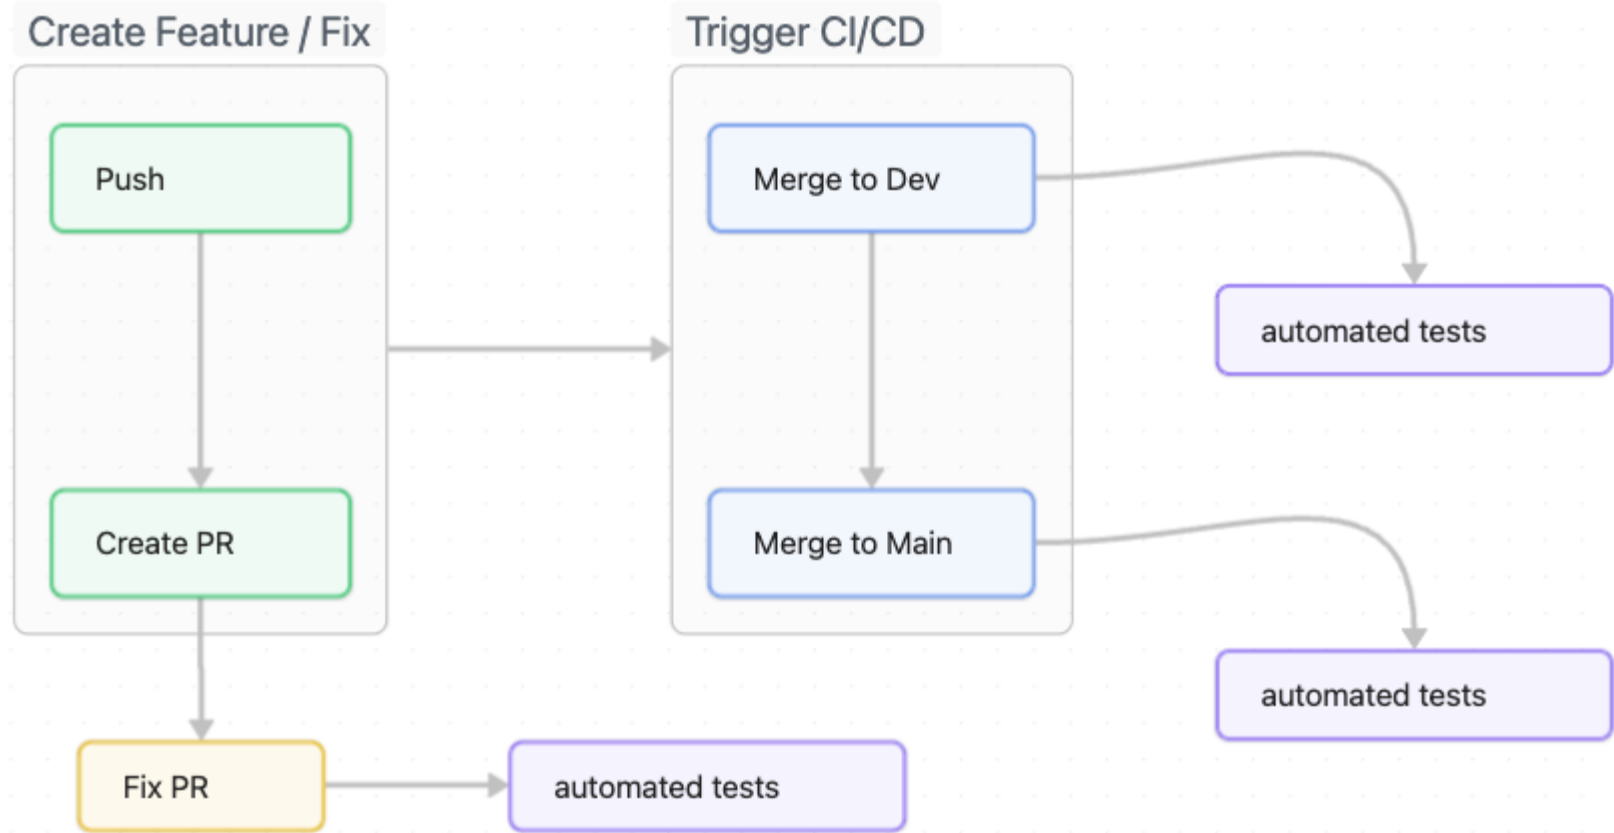 Create Feature / Fix
Trigger CI/CD
Push
Merge to Dev
automated tests
Create PR
Merge to Main
automated tests
Fix PR
automated tests